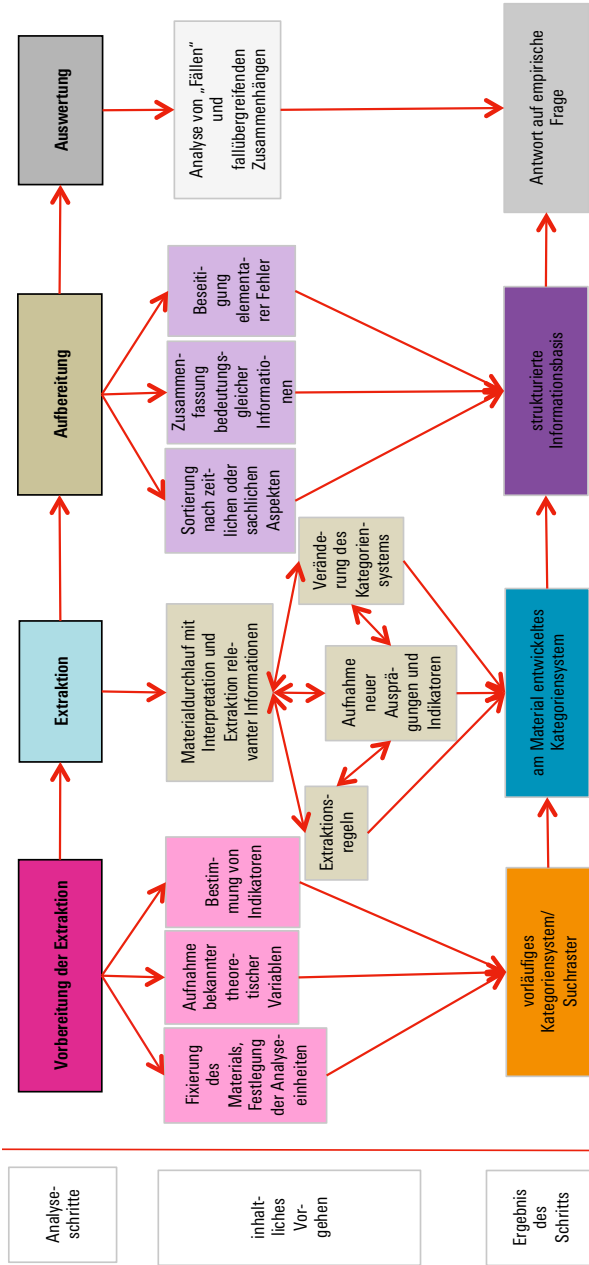 Analyse-
schritte
Vorbereitung der Extraktion
Extraktion
Aufbereitung
Auswertung
inhalt-
liches Vor-
gehen
Fixierung
des
Materials,
Festlegung
der Analyse-
einheiten
Aufnahme
bekannter
theore-
tischer
Variablen
Bestim-
mung von
Indikatoren
Materialdurchlauf mit
Interpretation und
Extraktion rele-
vanter Informationen
Extraktions-
regeln
Aufnahme
neuer
Ausprä-
gungen und
Indikatoren
Verände-
rung des
Kategorien-
systems
Sortierung
nach zeit-
lichen oder
sachlichen
Aspekten
Zusammen-
fassung
bedeutungs-
gleicher
Informatio-
nen
Beseiti-
gung
elementa-
rer Fehler
Analyse von „Fällen“
und
fallübergreifenden
Zusammenhängen
Ergebnis
des
Schritts
vorläufiges
Kategoriensystem/
Suchraster
am Material entwickeltes
Kategoriensystem
strukturierte
Informationsbasis
Antwort auf empirische
Frage